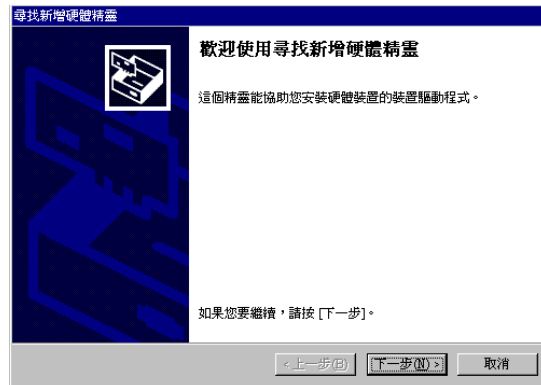 尋找新增硬體精靈
歡迎使用尋找新增硬體精靈
這個精靈能協助您安裝硬體裝置的裝置驅動程式。
如果您要繼續，請按 [下一步]。
<上一步(B) 下一步(N)> 取消